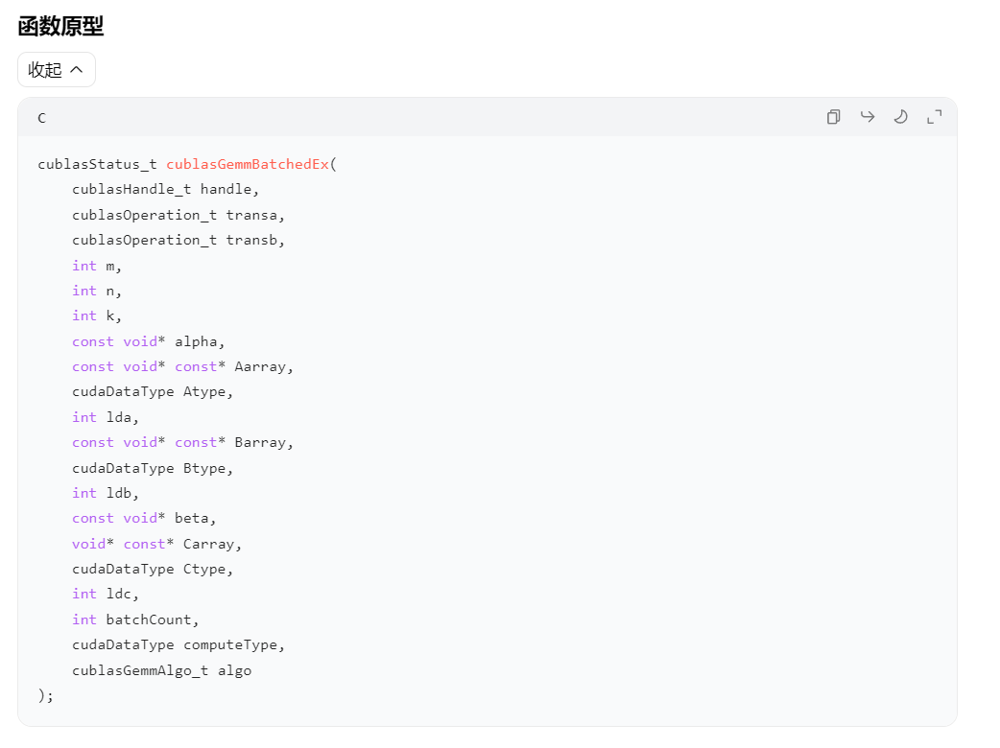 函数原型
收起
C
cublasStatus_t cublasGemmBatchedEx(
    cublasHandle_t handle,
    cublasOperation_t transa,
    cublasOperation_t transb,
    int m,
    int n,
    int k,
    const void* alpha,
    const void* const* Aarray,
    cudaDataType Atype,
    int lda,
    const void* const* Barray,
    cudaDataType Btype,
    int ldb,
    const void* beta,
    void* const* Carray,
    cudaDataType Ctype,
    int ldc,
    int batchCount,
    cudaDataType computeType,
    cublasGemmAlgo_t algo
);